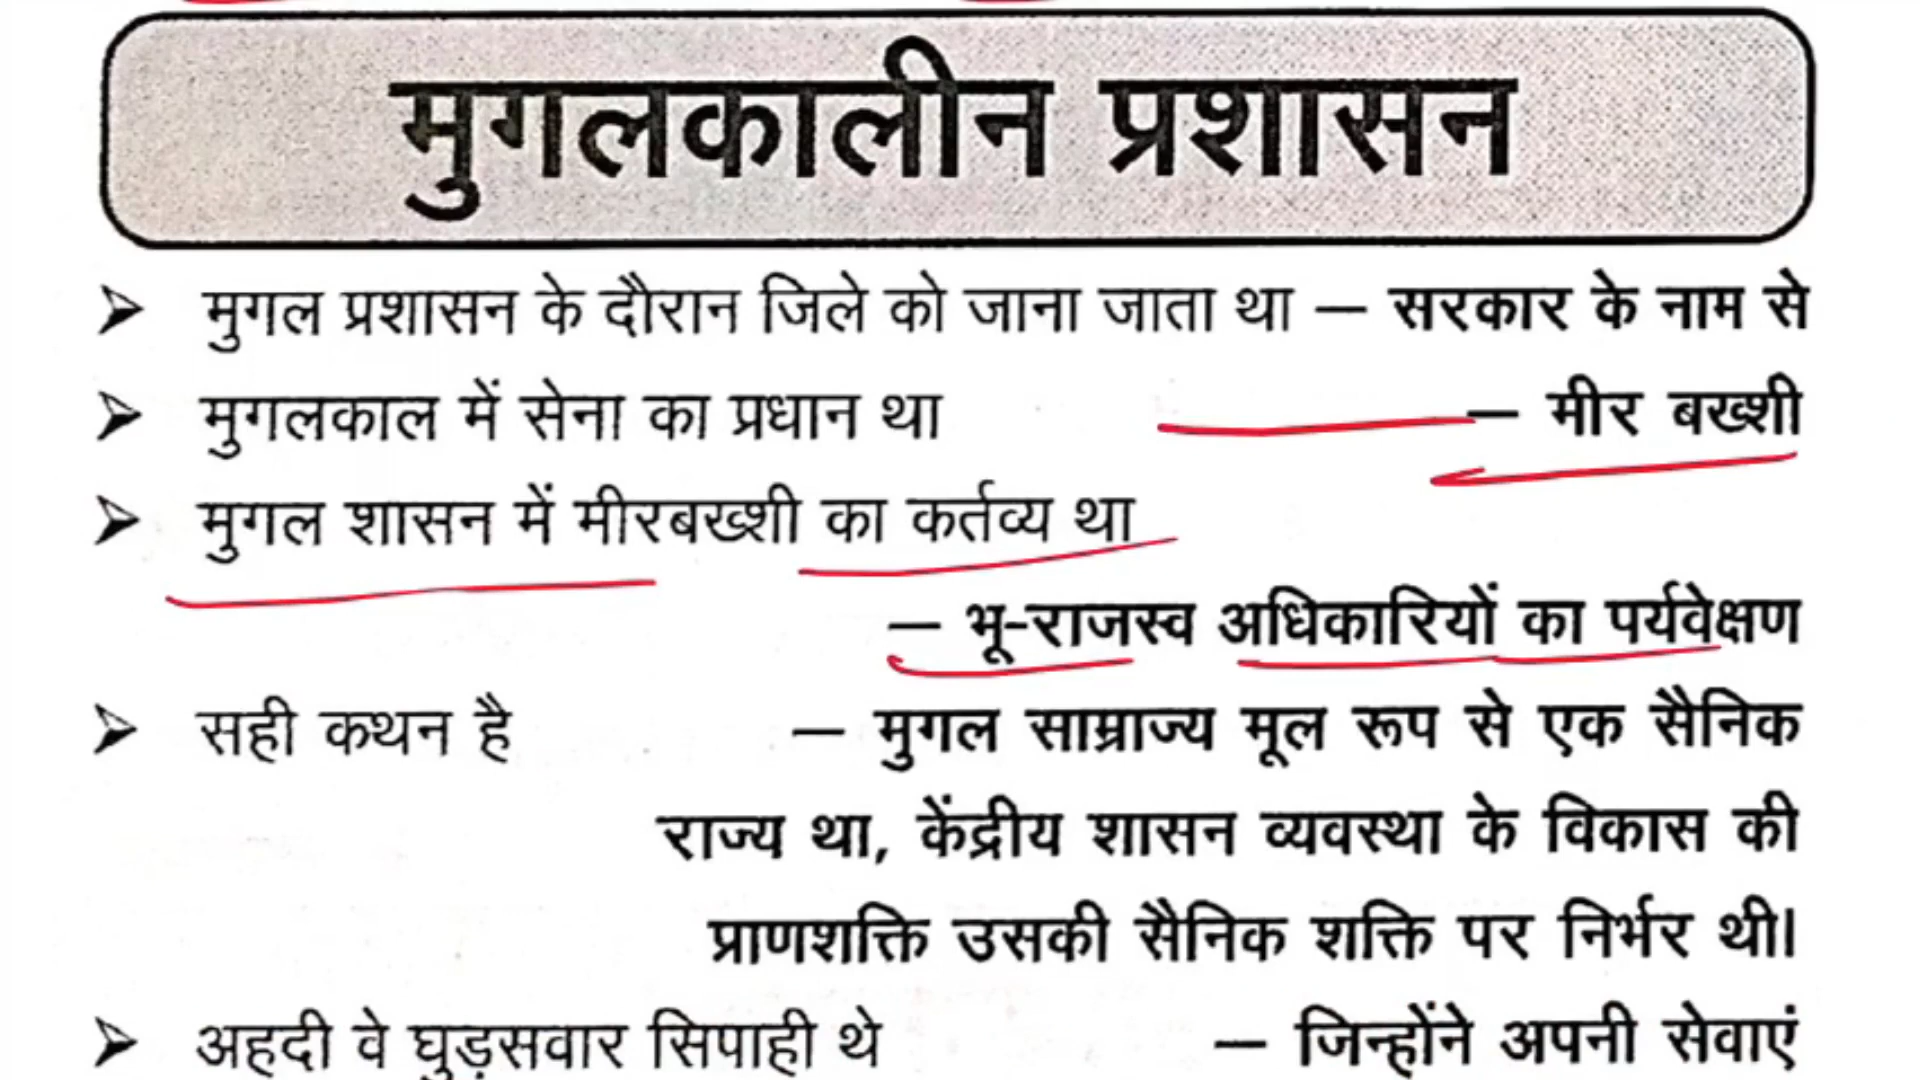 मुगलकालीन प्रशासन
➢ मुगल प्रशासन के दौरान जिले को जाना जाता था — सरकार के नाम से
➢ मुगलकाल में सेना का प्रधान था — मीर बख्शी
➢ मुगल शासन में मीरबख्शी का कर्तव्य था
— भू-राजस्व अधिकारियों का पर्यवेक्षण
➢ सही कथन है — मुगल साम्राज्य मूल रूप से एक सैनिक
राज्य था, केंद्रीय शासन व्यवस्था के विकास की
प्राणशक्ति उसकी सैनिक शक्ति पर निर्भर थी।
➢ अहदी वे घुड़सवार सिपाही थे — जिन्होंने अपनी सेवाएं